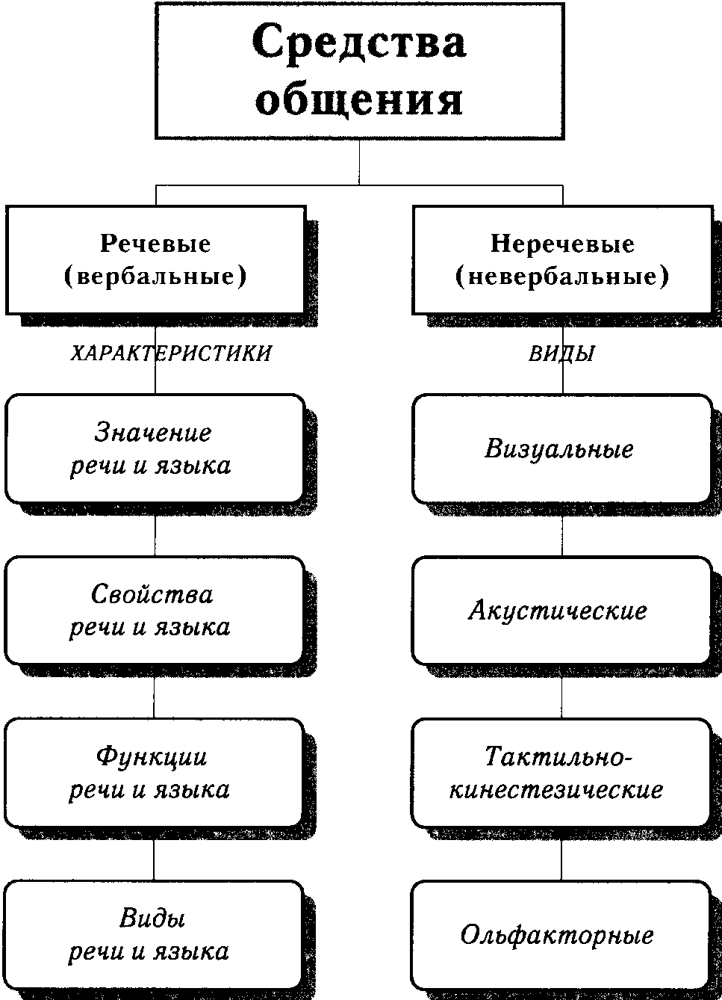 Средства
общения
Речевые
(вербальные)
ХАРАКТЕРИСТИКИ
Значение
речи и языка
Свойства
речи и языка
Функции
речи и языка
Виды
речи и языка
Неречевые
(невербальные)
ВИДЫ
Визуальные
Акустические
Тактильно-
кинестезические
Ольфакторные